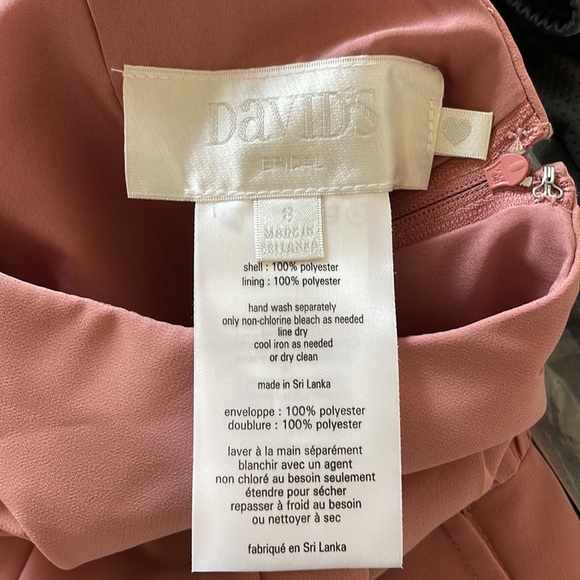 DaVID'S
BRIDAL
8
MADE IN
SRI LANKA
shell : 100% polyester
lining : 100% polyester
hand wash separately
only non-chlorine bleach as needed
line dry
cool iron as needed
or dry clean
made in Sri Lanka
enveloppe : 100% polyester
doublure : 100% polyester
laver à la main séparément
blanchir avec un agent
non chloré au besoin seulement
étendre pour sécher
repasser à froid au besoin
ou nettoyer à sec
fabriqué en Sri Lanka